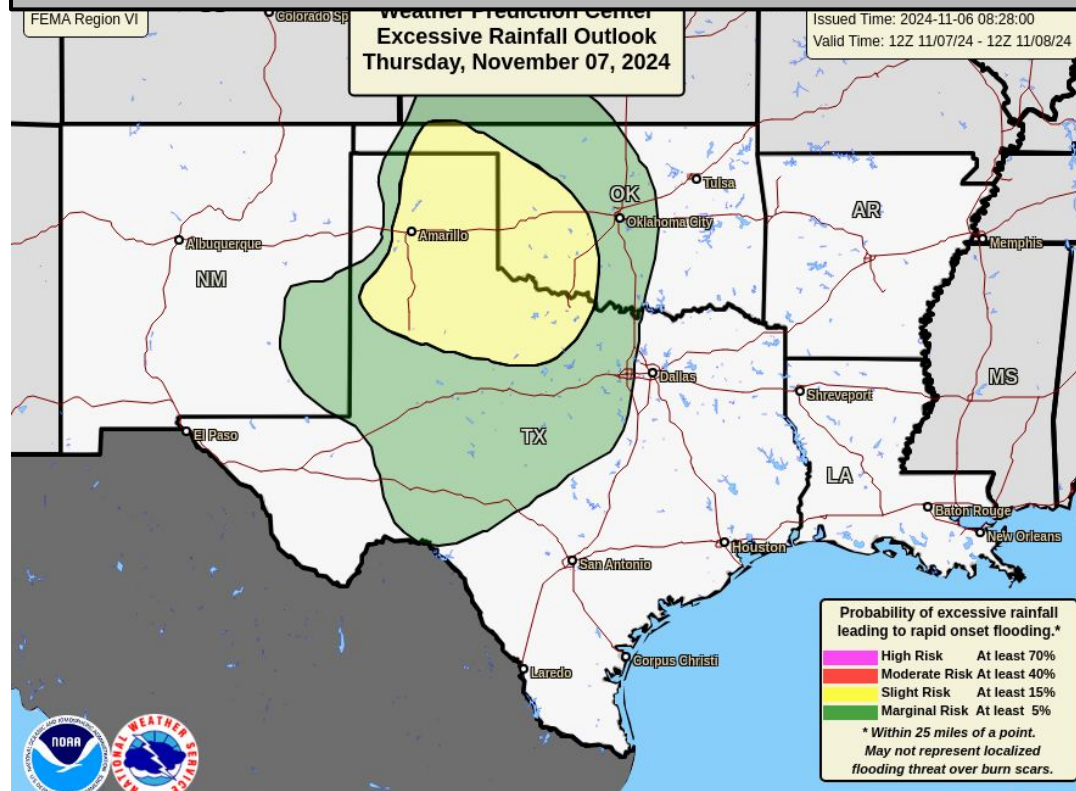 FEMA Region VI
Weather Prediction Center
Excessive Rainfall Outlook
Thursday, November 07, 2024
Issued Time: 2024-11-06 08:28:00
Valid Time: 12Z 11/07/24 - 12Z 11/08/24
Colorado Sp
Tulsa
OK
Oklahoma City
AR
Amarillo
Albuquerque
Memphis
NM
Dallas
MS
Shreveport
El Paso
TX
LA
Baton Rouge
New Orleans
Houston
San Antonio
Laredo
Corpus Christi
Probability of excessive rainfall
leading to rapid onset flooding.*
High Risk At least 70%
Moderate Risk At least 40%
Slight Risk At least 15%
Marginal Risk At least 5%
* Within 25 miles of a point.
May not represent localized
flooding threat over burn scars.
NOAA
NATIONAL WEATHER SERVICE